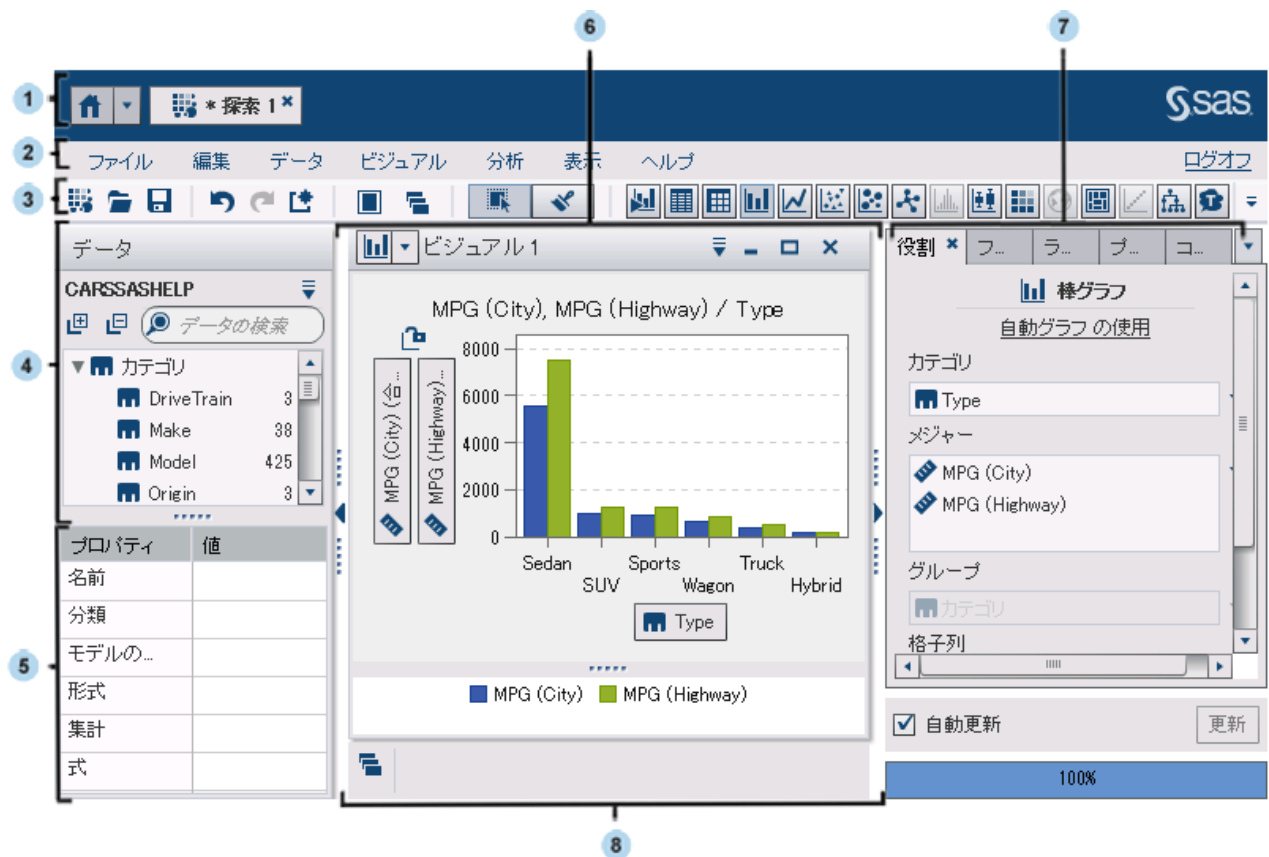 6 7
1
* 探索 1 ×
sas
2
ファイル 編集 データ ビジュアル 分析 表示 ヘルプ ログオフ
3
データ
CARSSASHELP
データの検索
4
カテゴリ
DriveTrain 3
Make 38
Model 425
Origin 3
5
プロパティ 値
名前
分類
モデルの...
形式
集計
式
ビジュアル 1
MPG (City), MPG (Highway) / Type
MPG (City) (合...
MPG (Highway)...
8000
6000
4000
2000
0
Sedan SUV Sports Wagon Truck Hybrid
Type
MPG (City) MPG (Highway)
役割 × フ... ラ... プ... コ...
棒グラフ
自動グラフ の使用
カテゴリ
Type
メジャー
MPG (City)
MPG (Highway)
グループ
カテゴリ
格子列
自動更新 更新
100%
8